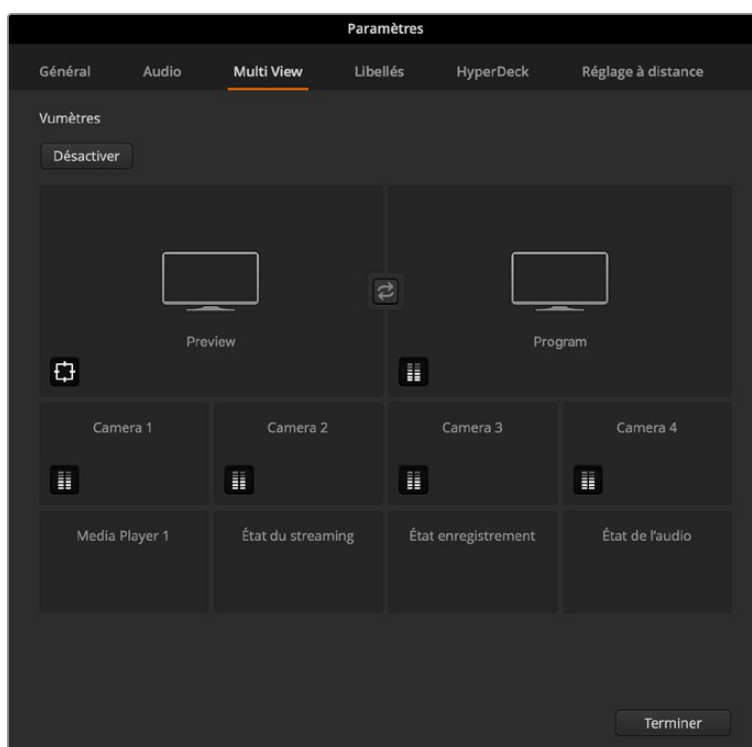 Paramètres
Général Audio Multi View Libellés HyperDeck Réglage à distance
Vumètres
Désactiver
Preview Program
Camera 1 Camera 2 Camera 3 Camera 4
Media Player 1 État du streaming État enregistrement État de l’audio
Terminer